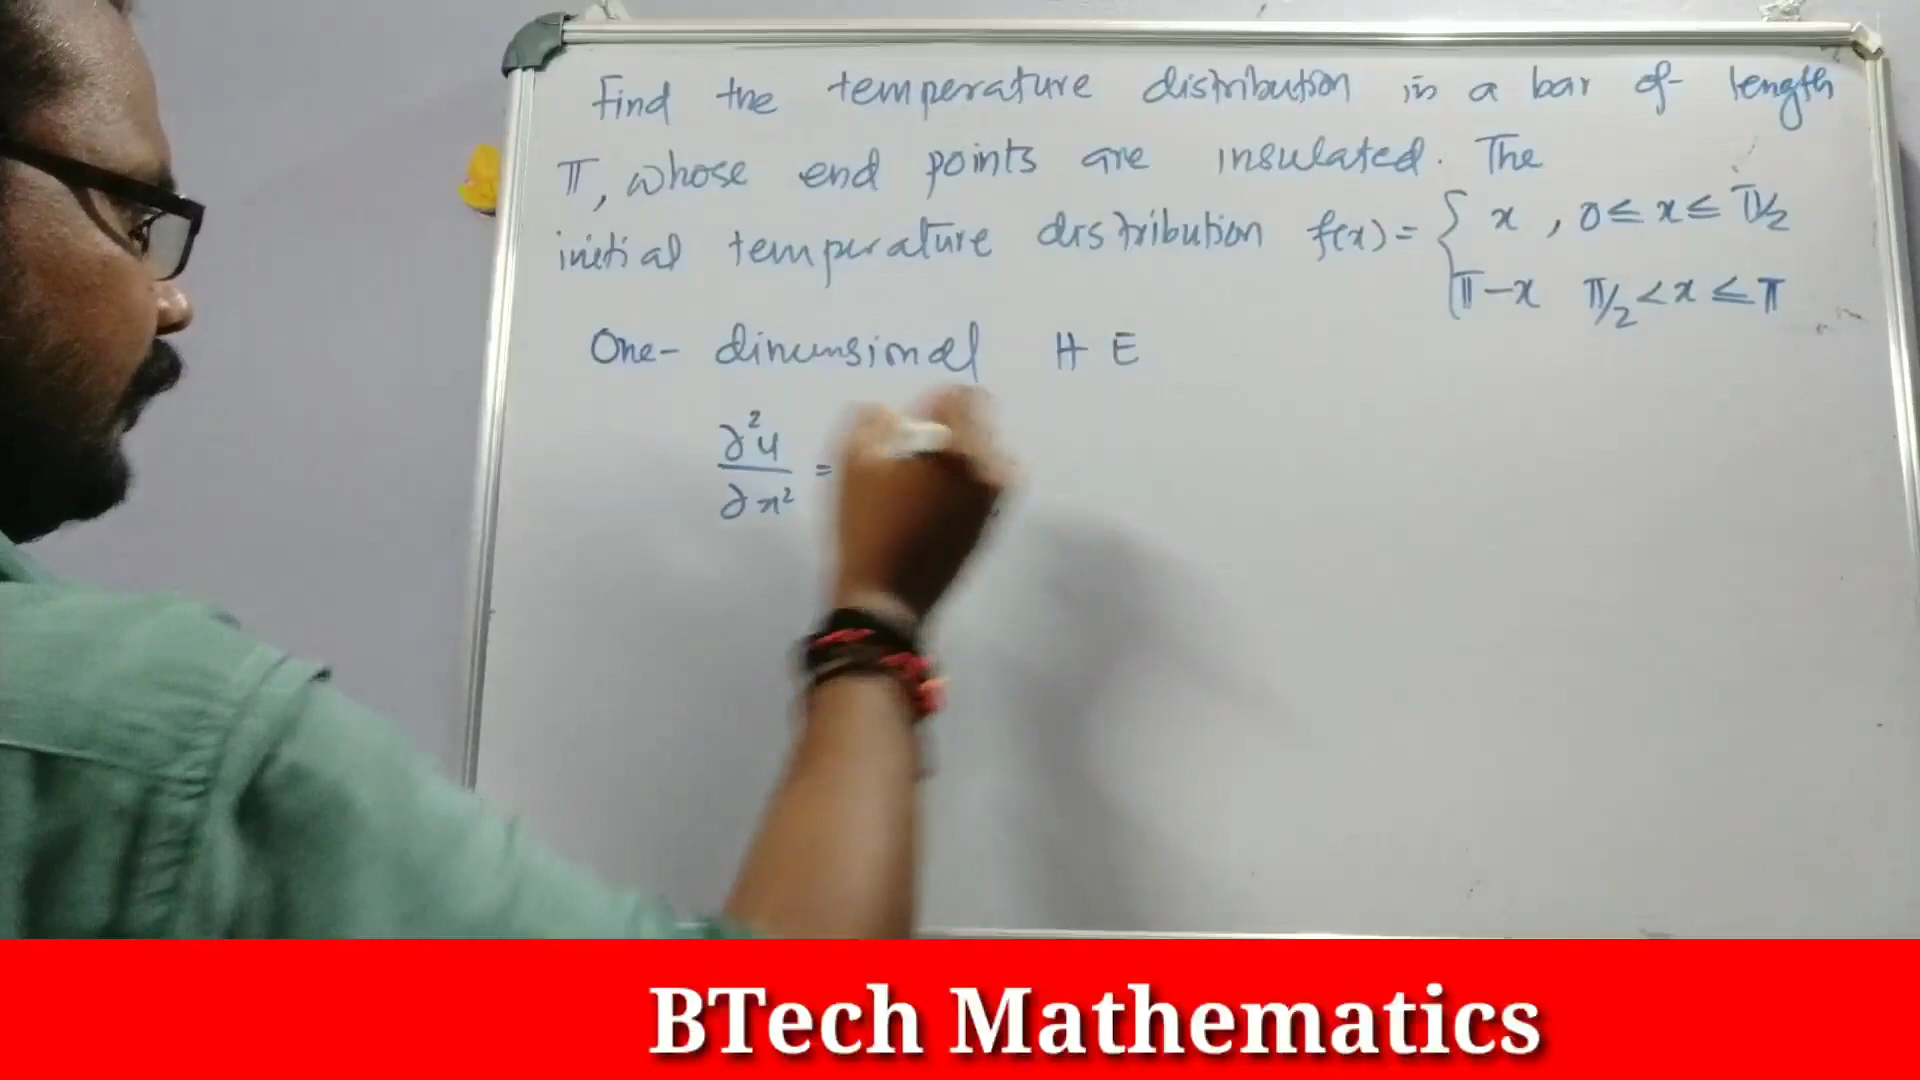 Find the temperature distribution in a bar of length
π, whose end points are insulated. The
initial temperature distribution f(x) = { x , 0 ≤ x ≤ π/2
π-x π/2 < x ≤ π
One-dimensional H E
∂²u/∂x² =
BTech Mathematics